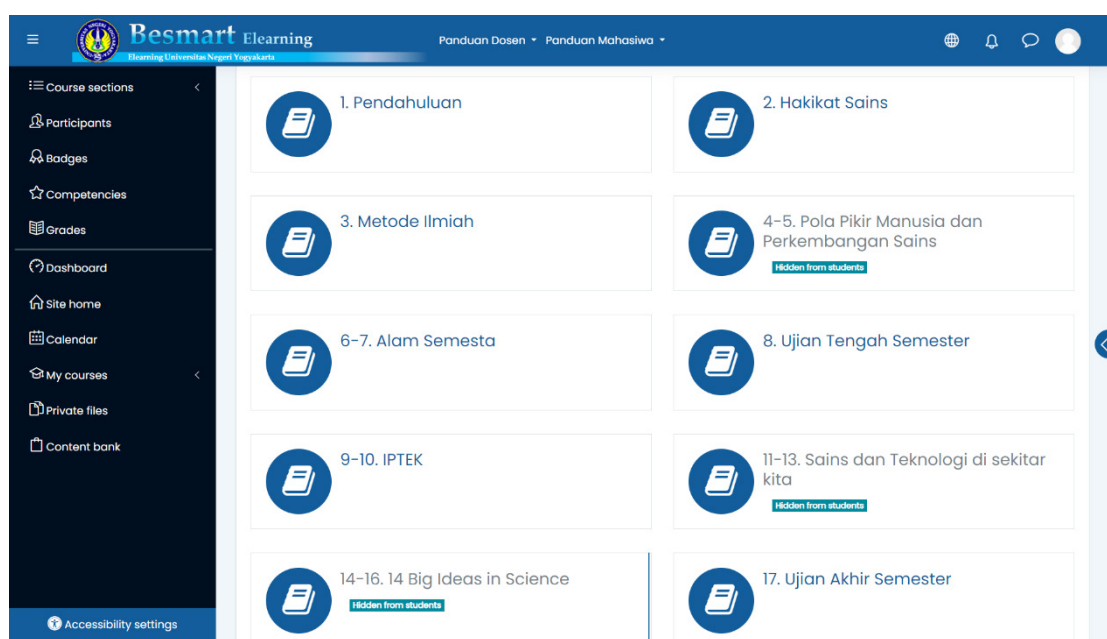 Besmart Elearning
Elearning Universitas Negeri Yogyakarta
Panduan Dosen
Panduan Mahasiwa
Course sections
Participants
Badges
Competencies
Grades
Dashboard
Site home
Calendar
My courses
Private files
Content bank
Accessibility settings
1. Pendahuluan
2. Hakikat Sains
3. Metode Ilmiah
4-5. Pola Pikir Manusia dan
Perkembangan Sains
Hidden from students
6-7. Alam Semesta
8. Ujian Tengah Semester
9-10. IPTEK
11-13. Sains dan Teknologi di sekitar
kita
Hidden from students
14-16. 14 Big Ideas in Science
Hidden from students
17. Ujian Akhir Semester